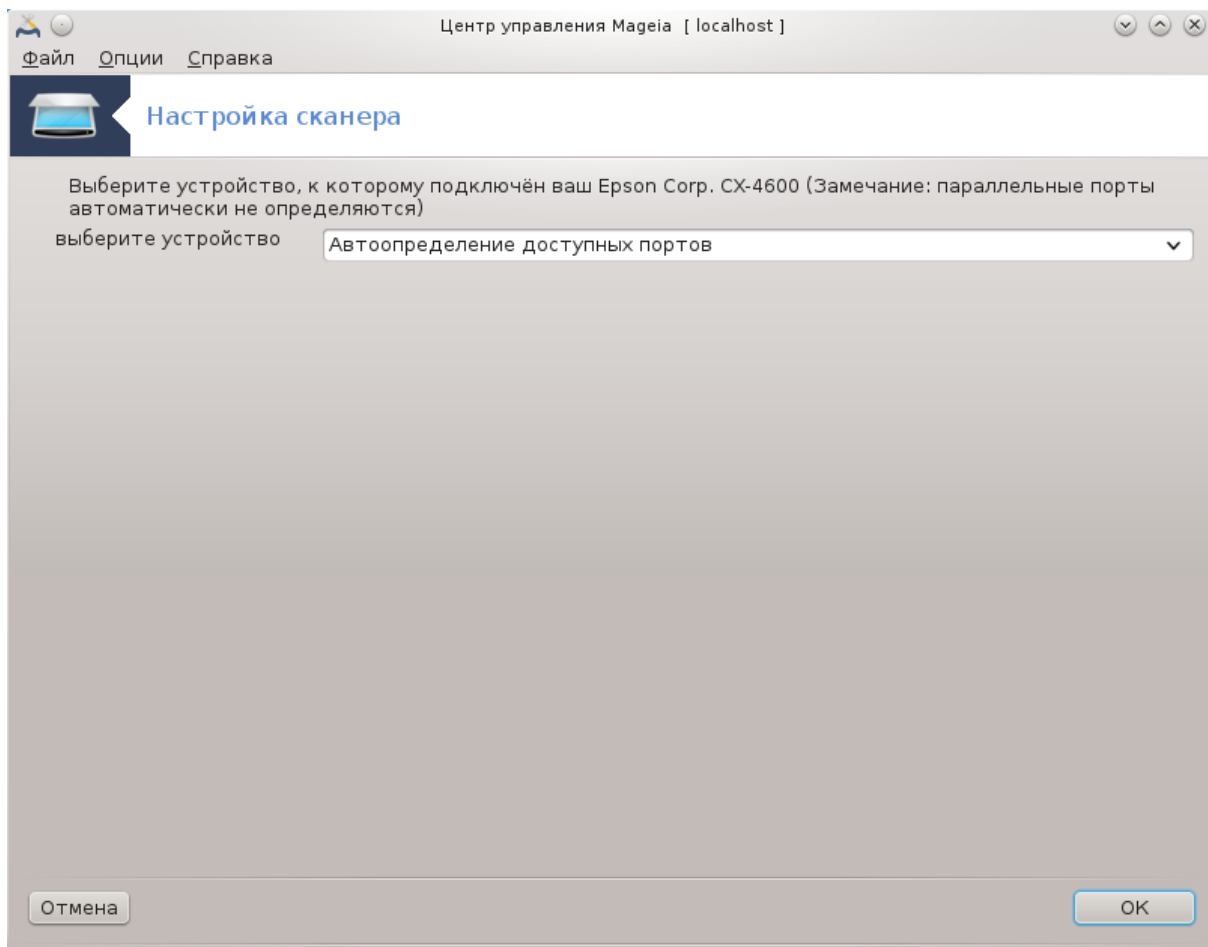 Центр управления Mageia [ localhost ]
Файл Опции Справка
Настройка сканера
Выберите устройство, к которому подключён ваш Epson Corp. CX-4600 (Замечание: параллельные порты
автоматически не определяются)
выберите устройство Автоопределение доступных портов
Отмена OK